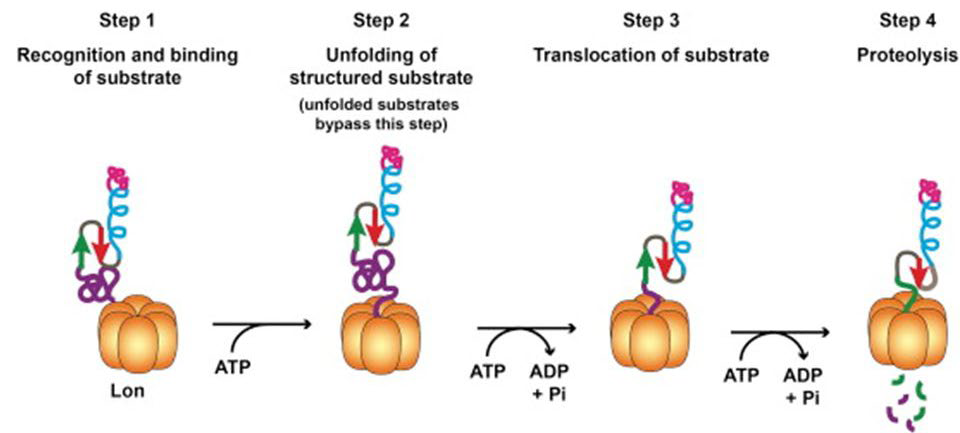 Step 1
Recognition and binding
of substrate
Step 2
Unfolding of
structured substrate
(unfolded substrates
bypass this step)
Step 3
Translocation of substrate
Step 4
Proteolysis
Lon
ATP
ATP
ADP
+ Pi
ATP
ADP
+ Pi